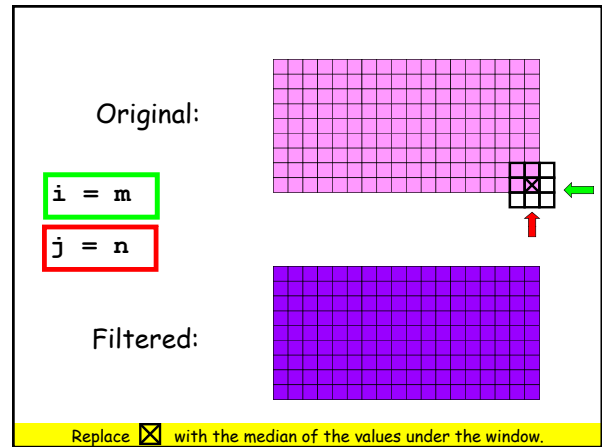 Original:
i = m
j = n
Filtered:
Replace with the median of the values under the window.